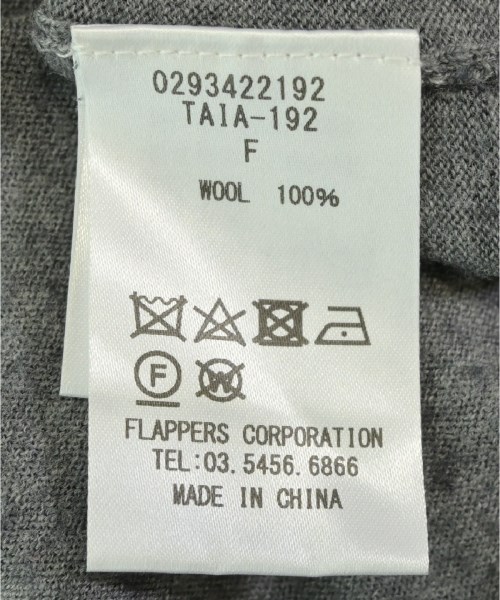 0293422192
TAIA-192
F
WOOL 100%
F W
FLAPPERS CORPORATION
TEL:03.5456.6866
MADE IN CHINA